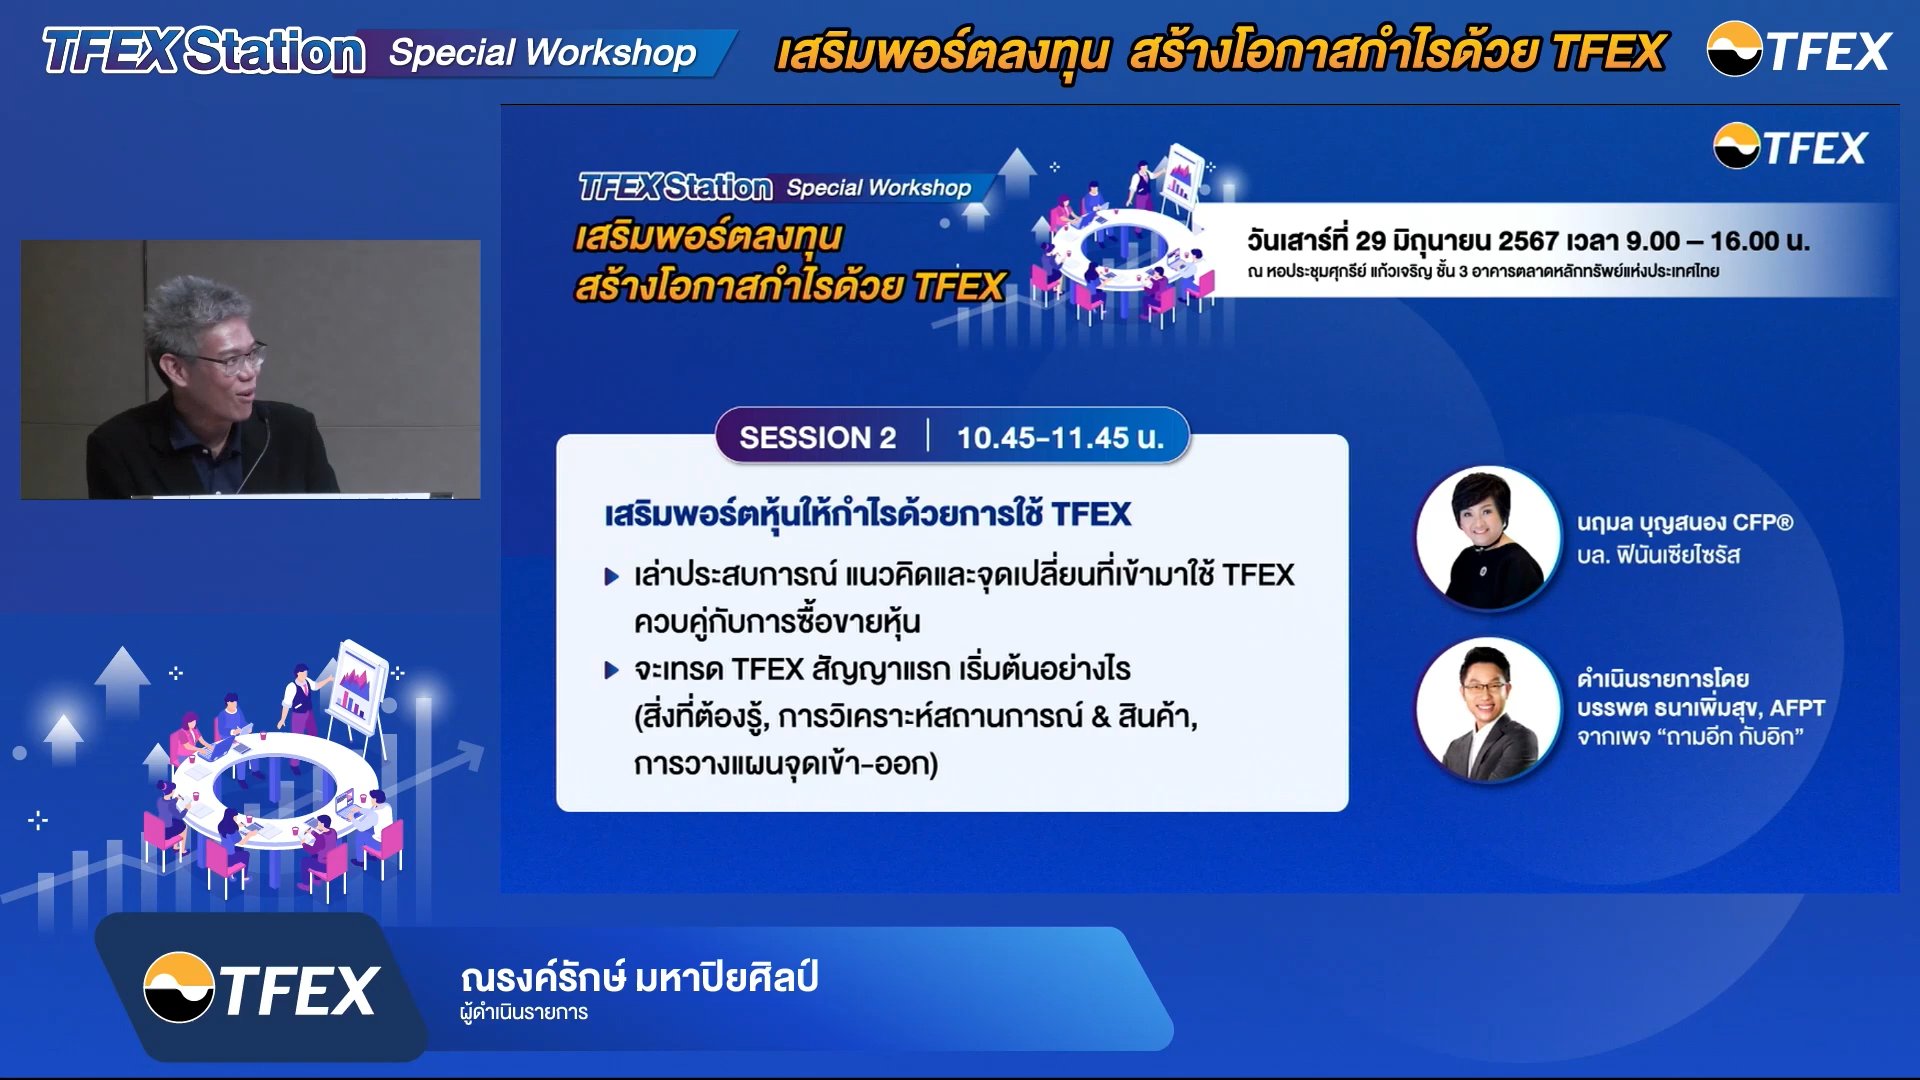 TFEX Station Special Workshop
เสริมพอร์ตลงทุน สร้างโอกาสกำไรด้วย TFEX
TFEX
TFEX
TFEX Station Special Workshop
เสริมพอร์ตลงทุน
สร้างโอกาสกำไรด้วย TFEX
วันเสาร์ที่ 29 มิถุนายน 2567 เวลา 9.00 – 16.00 น.
ณ หอประชุมศุกรีย์ แก้วเจริญ ชั้น 3 อาคารตลาดหลักทรัพย์แห่งประเทศไทย
SESSION 2 | 10.45-11.45 น.
เสริมพอร์ตหุ้นให้กำไรด้วยการใช้ TFEX
เล่าประสบการณ์ แนวคิดและจุดเปลี่ยนที่เข้ามาใช้ TFEX
ควบคู่กับการซื้อขายหุ้น
จะเทรด TFEX สัญญาแรก เริ่มต้นอย่างไร
(สิ่งที่ต้องรู้, การวิเคราะห์สถานการณ์ & สินค้า,
การวางแผนจุดเข้า-ออก)
นฤมล บุญสนอง CFP®
บล. ฟินันเซียไซรัส
ดำเนินรายการโดย
บรรพต ธนาเพิ่มสุข, AFPT
จากเพจ “ถามอีก กับอิก”
TFEX
ณรงค์รักษ์ มหาปิยศิลป์
ผู้ดำเนินรายการ